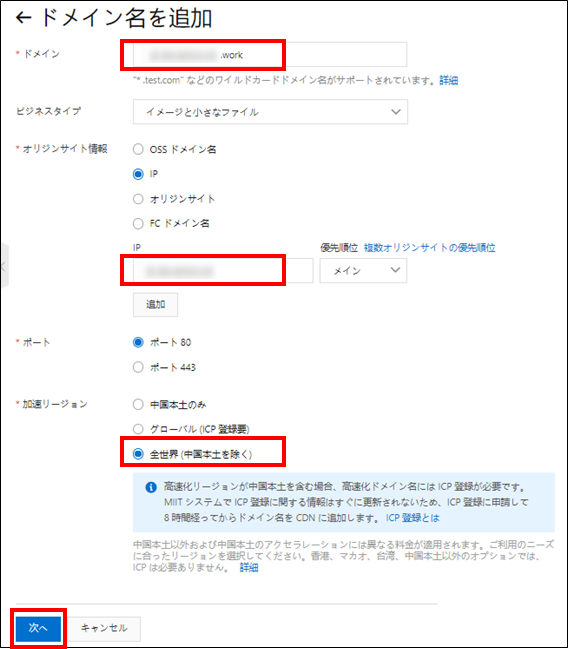 ← ドメイン名を追加
* ドメイン .work
"* .test.com" などのワイルドカードドメイン名がサポートされています。詳細
ビジネスタイプ イメージと小さなファイル
* オリジンサイト情報 OSS ドメイン名
IP
オリジンサイト
FC ドメイン名
IP 優先順位 複数オリジンサイトの優先順位
メイン
追加
* ポート ポート 80
ポート 443
* 加速リージョン 中国本土のみ
グローバル (ICP 登録要)
全世界 (中国本土を除く)
高速化リージョンが中国本土を含む場合、高速化ドメイン名には ICP 登録が必要です。
MIIT システムで ICP 登録に関する情報はすぐに更新されないため、ICP 登録に申請して
8 時間経ってからドメイン名を CDN に追加します。 ICP 登録とは
中国本土以外および中国本土のアクセラレーションには異なる料金が適用されます。ご利用のニーズ
に合ったリージョンを選択してください。香港、マカオ、台湾、中国本土以外のオプションでは、
ICP は必要ありません。 詳細
次へ キャンセル